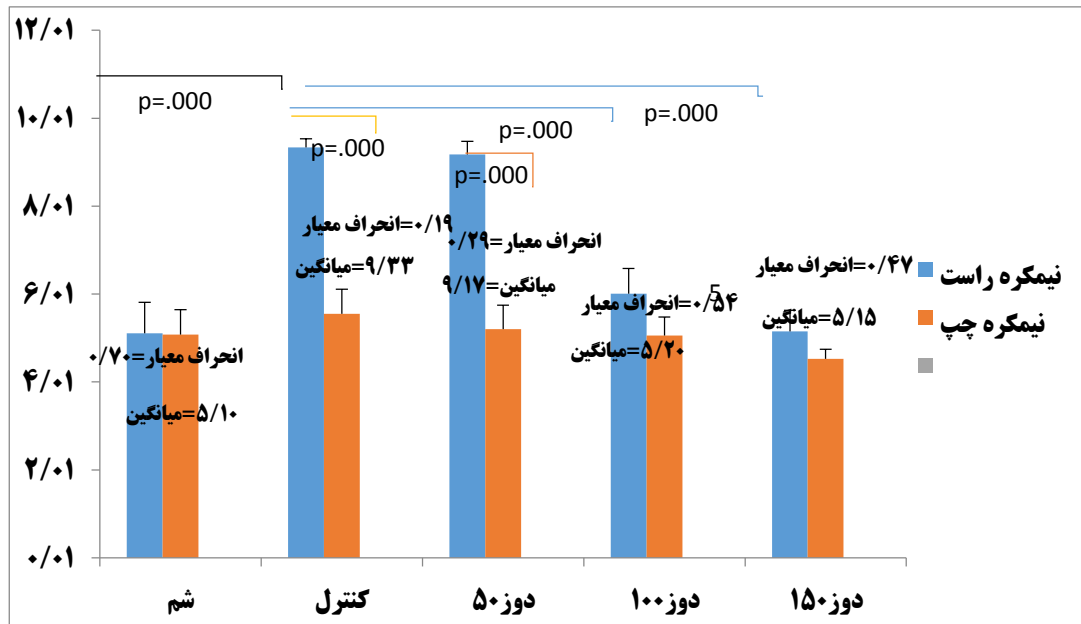 ۱۲/۰۱
۱۰/۰۱
۸/۰۱
۶/۰۱
۴/۰۱
۲/۰۱
۰/۰۱
p=.000
p=.000
p=.000
p=.000
p=.000
انحراف معیار=۰/۷۰
میانگین=۵/۱۰
انحراف معیار=۰/۱۹
میانگین=۹/۳۳
انحراف معیار=۰/۲۹
میانگین=۹/۱۷
5
انحراف معیار=۰/۵۴
میانگین=۵/۲۰
انحراف معیار=۰/۴۷
میانگین=۵/۱۵
نیمکره راست
نیمکره چپ
شم
کنترل
دوز۵۰
دوز۱۰۰
دوز۱۵۰